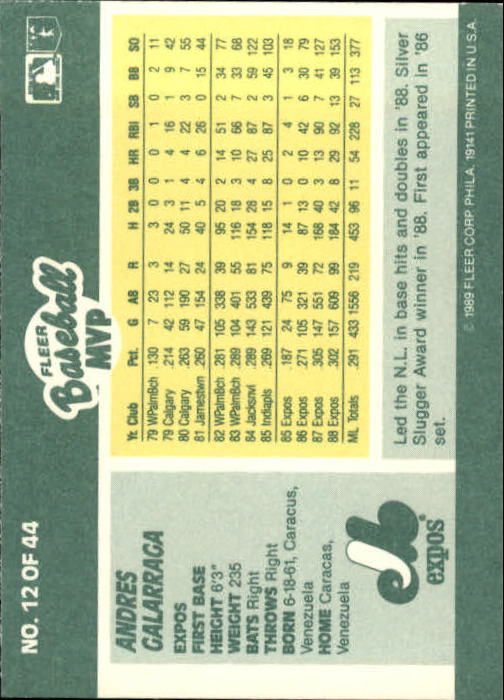 NO. 12 OF 44
FLEER
Baseball
MVP
ANDRES
GALARRAGA
EXPOS
FIRST BASE
HEIGHT 6'3"
WEIGHT 235
BATS Right
THROWS Right
BORN 6-18-61, Caracus,
Venezuela
HOME Caracas,
Venezuela
expos
Yr. Club Pct. G AB R H 2B 3B HR RBI SB BB SO
79 WPalmBch .130 7 23 3 3 0 0 0 1 0 2 11
79 Calgary .214 42 112 14 24 3 1 4 16 1 9 42
80 Calgary .263 59 190 27 50 11 4 4 22 3 7 55
81 Jamestwn .260 47 154 24 40 5 4 6 26 0 15 44
82 WPalmBch .281 105 338 39 95 20 2 14 51 2 34 77
83 WPalmBch .289 104 401 55 116 18 3 10 66 7 33 68
84 Jacksnvl .289 143 533 81 154 28 4 27 87 2 59 122
85 Indiapls .269 121 439 75 118 15 8 25 87 3 45 103
85 Expos .187 24 75 9 14 1 0 2 4 1 3 18
86 Expos .271 105 321 39 87 13 0 10 42 6 30 79
87 Expos .305 147 551 72 168 40 3 13 90 7 41 127
88 Expos .302 157 609 99 184 42 8 29 92 13 39 153
ML Totals .291 433 1556 219 453 96 11 54 228 27 113 377
Led the N.L. in base hits and doubles in '88. Silver
Slugger Award winner in '88. First appeared in '86
set.
© 1989 FLEER CORP. PHILA. 19141 PRINTED IN U.S.A.